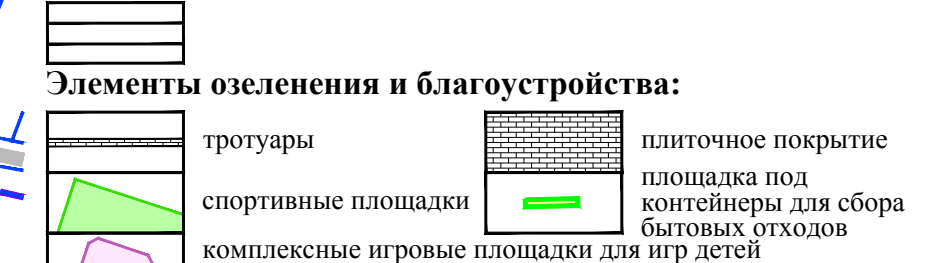 Элементы озеленения и благоустройства:
тротуары
плиточное покрытие
спортивные площадки
площадка под
контейнеры для сбора
бытовых отходов
комплексные игровые площадки для игр детей